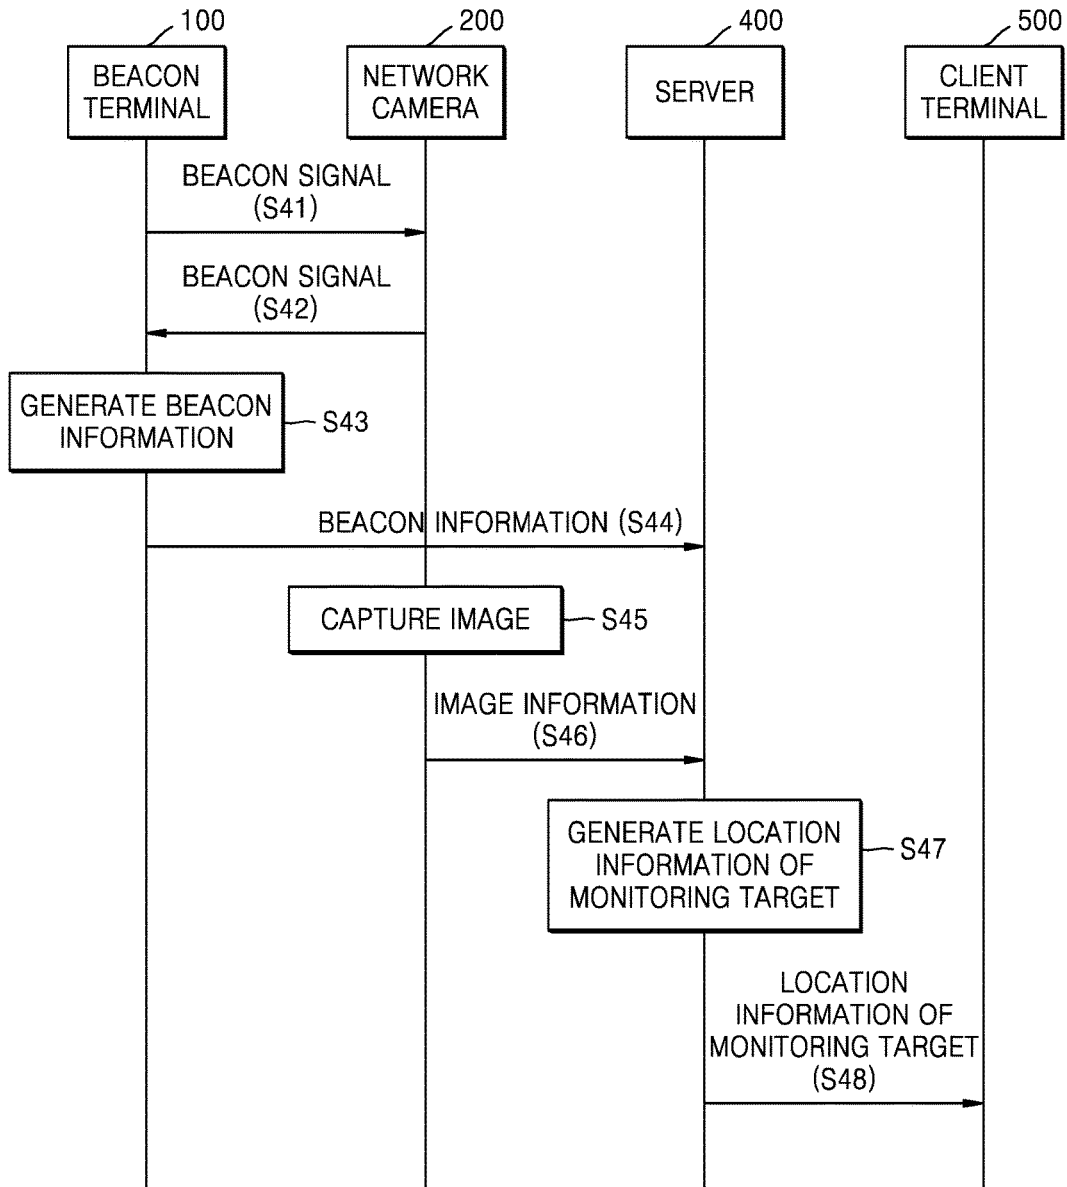 100
200
400
500
BEACON
TERMINAL
NETWORK
CAMERA
SERVER
CLIENT
TERMINAL
BEACON SIGNAL
(S41)
BEACON SIGNAL
(S42)
GENERATE BEACON
INFORMATION
S43
BEACON INFORMATION (S44)
CAPTURE IMAGE
S45
IMAGE INFORMATION
(S46)
GENERATE LOCATION
INFORMATION OF
MONITORING TARGET
S47
LOCATION
INFORMATION OF
MONITORING TARGET
(S48)